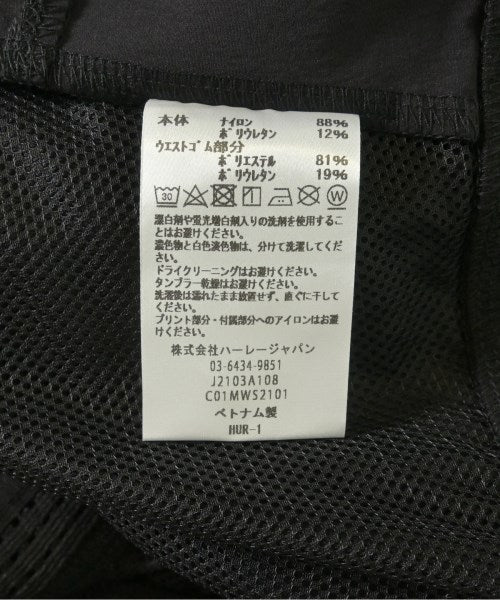 本体 ナイロン 88%
ポリウレタン 12%
ウエストゴム部分
ポリエステル 81%
ポリウレタン 19%
30 W
漂白剤や蛍光増白剤入りの洗剤を使用するこ
とはお避けください。
濃色物と白色淡色物は、分けて洗濯してくだ
さい。
ドライクリーニングはお避けください。
タンブラー乾燥はお避けください。
洗濯後は濡れたまま放置せず、直ぐに干して
ください。
プリント部分・付属部分へのアイロンはお避
けください。
株式会社ハーレージャパン
03-6434-9851
J2103A108
C01MWS2101
ベトナム製
HUR-1